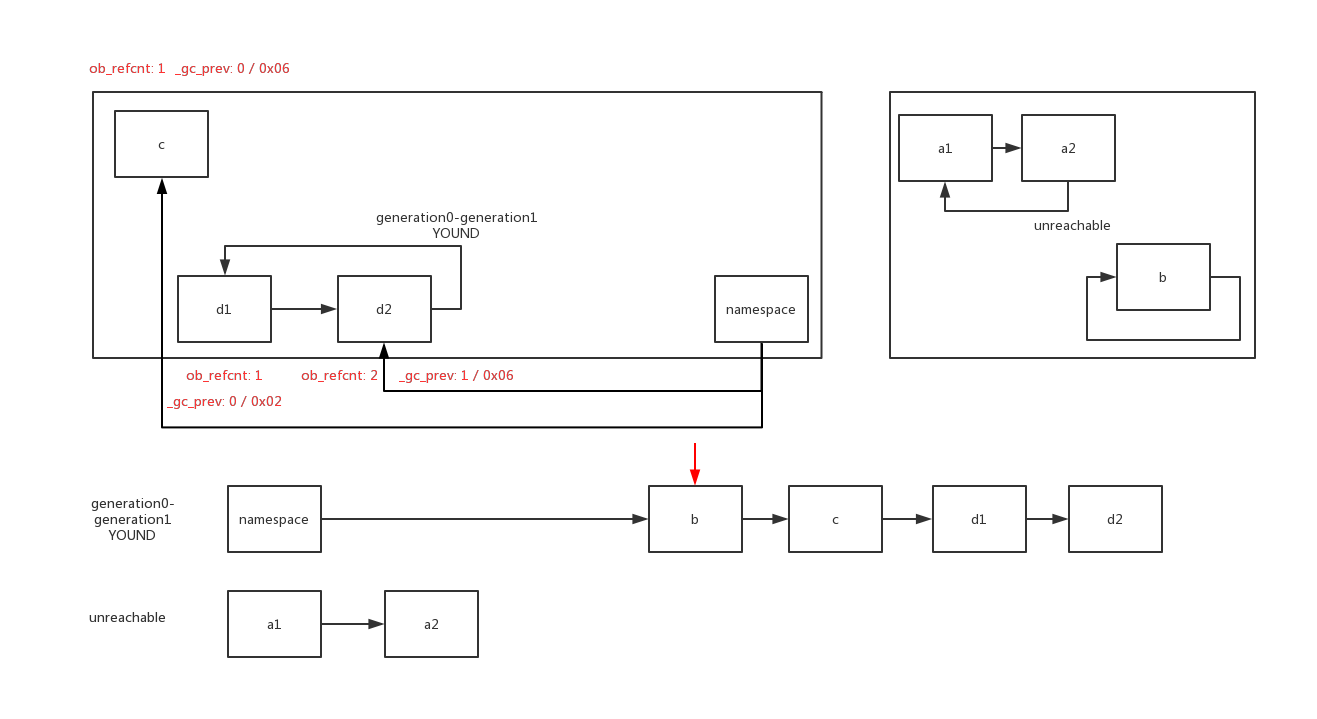 ob_refcnt: 1 _gc_prev: 0 / 0x06
c
a1
a2
generation0-generation1
YOUND
unreachable
b
d1
d2
namespace
ob_refcnt: 1
ob_refcnt: 2
_gc_prev: 1 / 0x06
_gc_prev: 0 / 0x02
generation0-
generation1
YOUND
namespace
b
c
d1
d2
unreachable
a1
a2